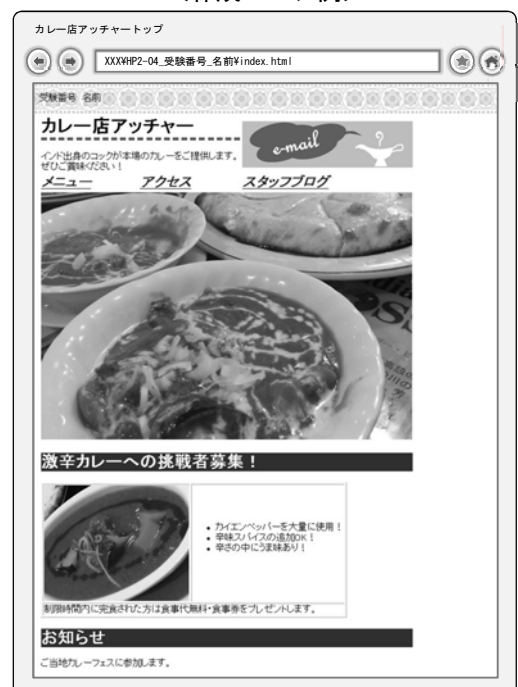 カレー店アッチャートップ
XXX¥HP2-04_受験番号_名前¥index.html
受験番号 名前
カレー店アッチャー
e-mail
インド出身のコックが本場のカレーをご提供します。
ぜひご賞味ください！
メニュー アクセス スタッフブログ
激辛カレーへの挑戦者募集！
• カイエンペッパーを大量に使用！
• 辛味スパイスの追加OK！
• 辛さの中にうま味あり！
制限時間内に完食された方は食事代無料・食事券をプレゼントします。
お知らせ
ご当地カレーフェスに参加します。